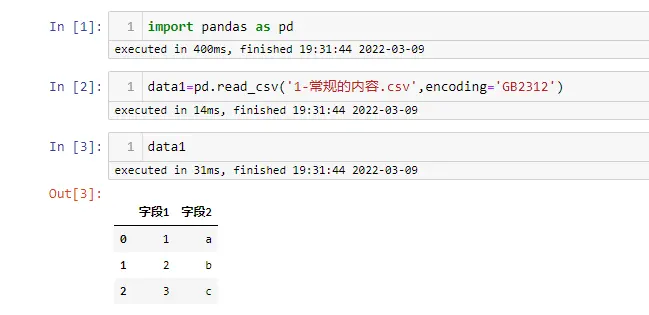 In [1]: 1 import pandas as pd
executed in 400ms, finished 19:31:44 2022-03-09
In [2]: 1 data1=pd.read_csv('1-常规的内容.csv',encoding='GB2312')
executed in 14ms, finished 19:31:44 2022-03-09
In [3]: 1 data1
executed in 31ms, finished 19:31:44 2022-03-09
Out[3]:
字段1 字段2
0 1 a
1 2 b
2 3 c